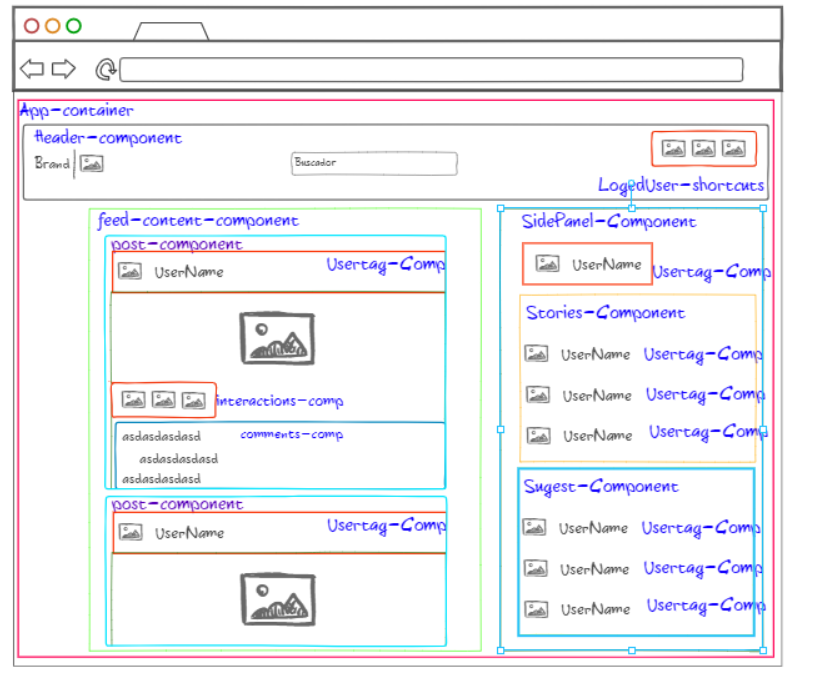 App-container
Header-component
Brand
Buscador
LogedUser-shortcuts
feed-content-component
post-component
UserName Usertag-Comp
interactions-comp
asdasdasdasd comments-comp
asdasdasdasd
asdasdasdasd
post-component
UserName Usertag-Comp
SidePanel-Component
UserName Usertag-Comp
Stories-Component
UserName Usertag-Comp
UserName Usertag-Comp
UserName Usertag-Comp
Sugest-Component
UserName Usertag-Comp
UserName Usertag-Comp
UserName Usertag-Comp